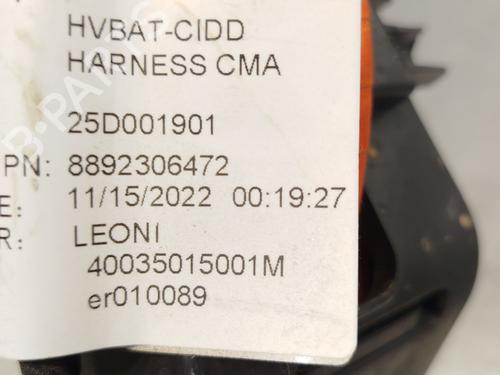 HVBAT-CIDD
HARNESS CMA
25D001901
PN: 8892306472
E: 11/15/2022 00:19:27
R: LEONI
40035015001M
er010089